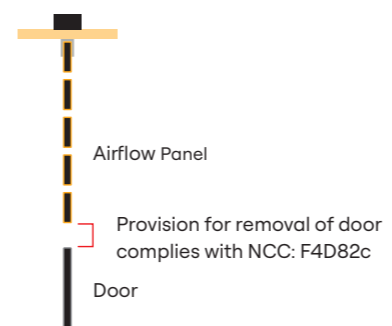 Airflow Panel
Provision for removal of door
complies with NCC: F4D82c
Door